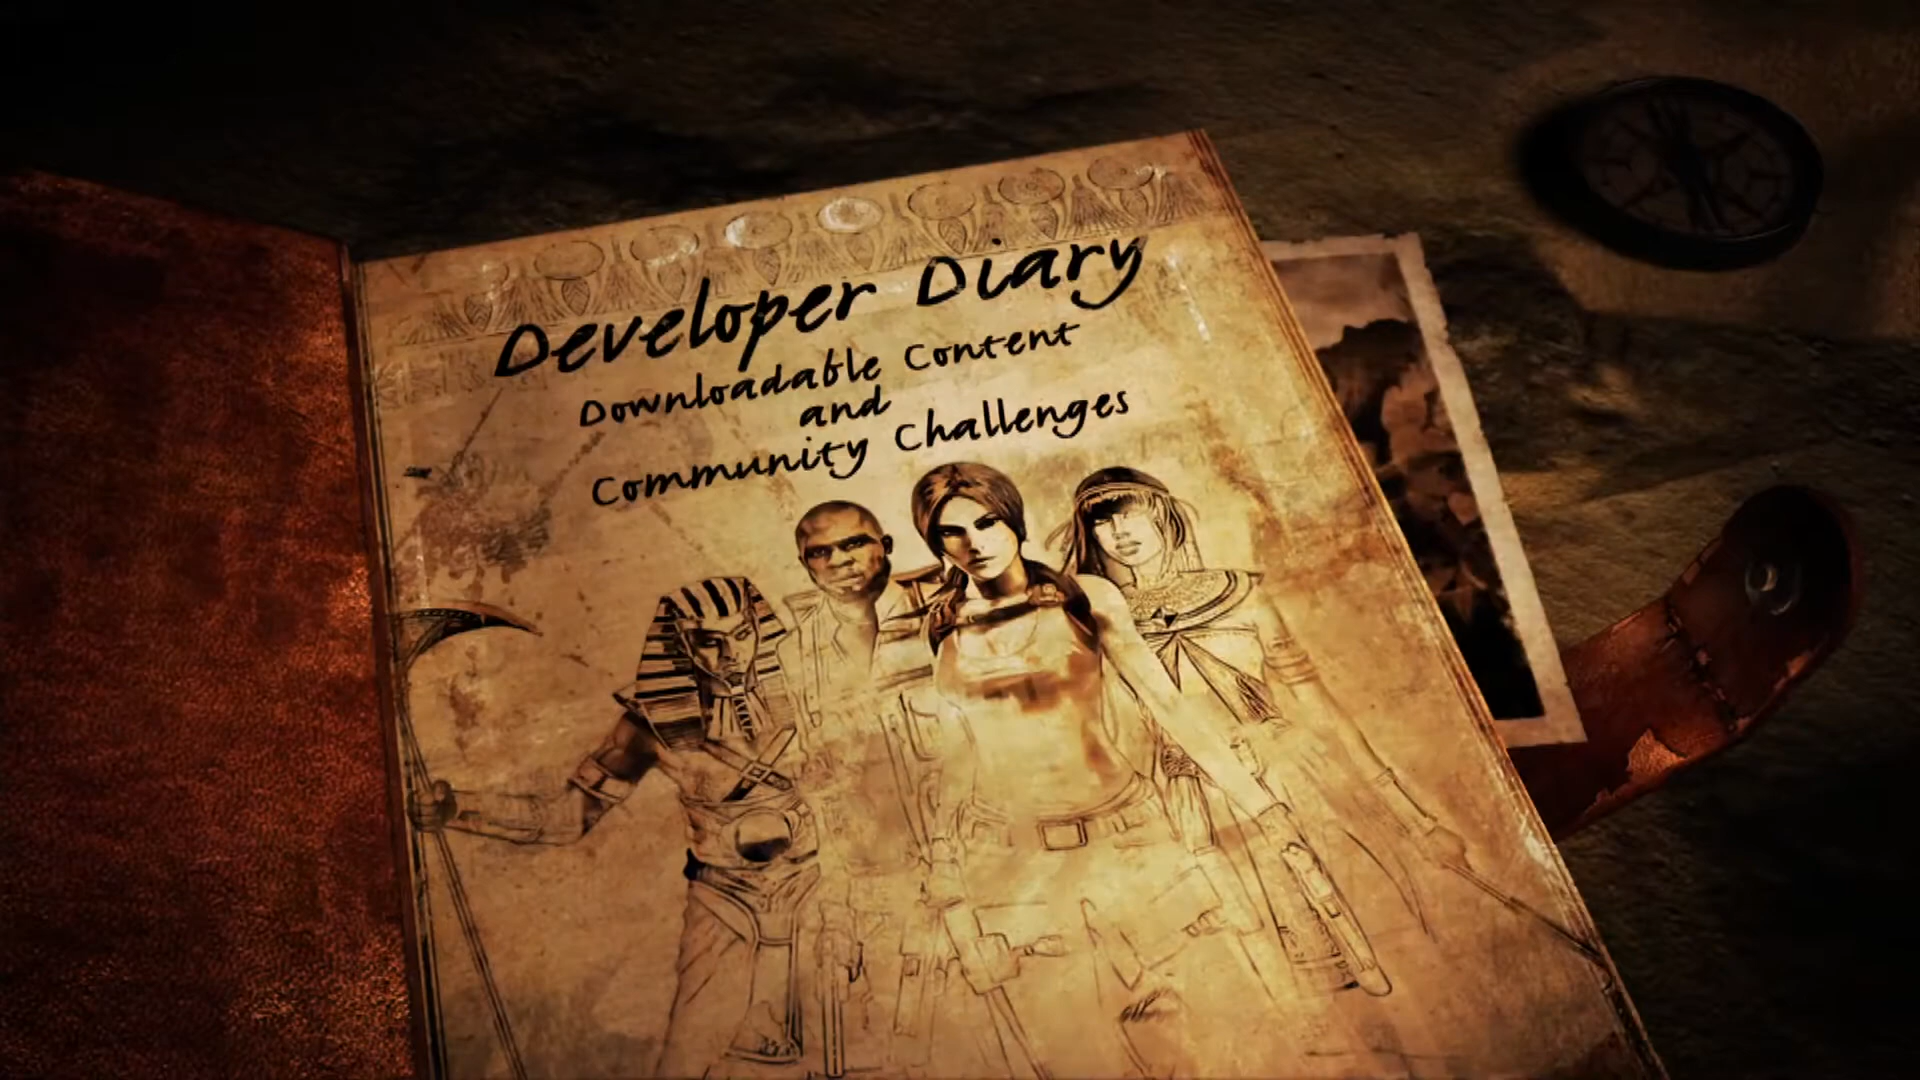 Developer Diary
Downloadable Content
and
Community Challenges